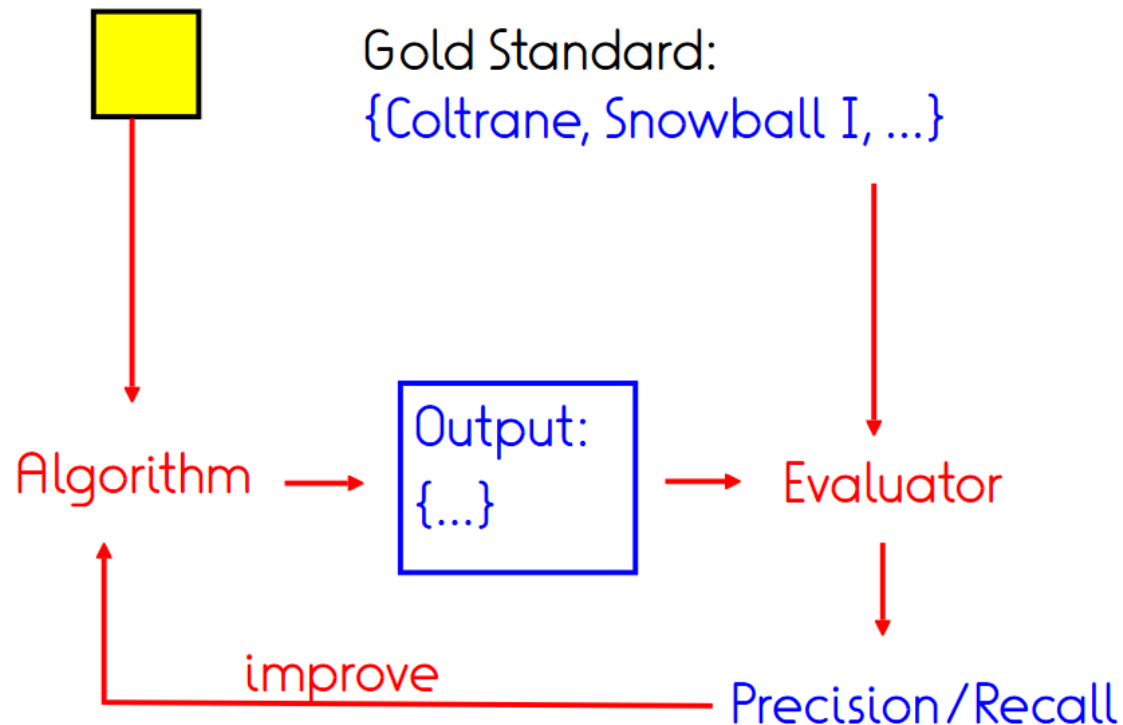 Gold Standard:
{Coltrane, Snowball I, ...}
Algorithm
Output:
{...}
Evaluator
improve
Precision/Recall